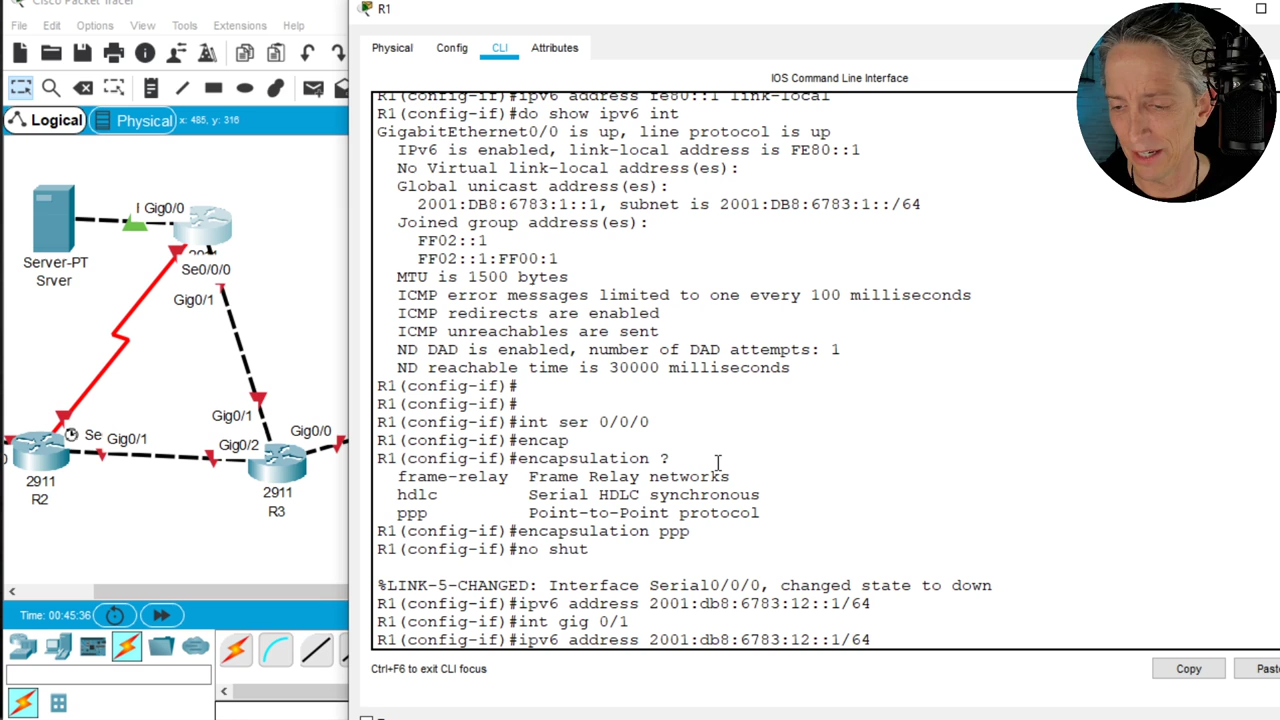 Cisco Packet Tracer
R1
File Edit Options View Tools Extensions Help
Physical Config CLI Attributes
IOS Command Line Interface
Logical Physical x: 485, y: 316
R1(config-if)#ipv6 address fe80::1 link-local
R1(config-if)#do show ipv6 int
GigabitEthernet0/0 is up, line protocol is up
IPv6 is enabled, link-local address is FE80::1
No Virtual link-local address(es):
Global unicast address(es):
2001:DB8:6783:1::1, subnet is 2001:DB8:6783:1::/64
Joined group address(es):
FF02::1
FF02::1:FF00:1
MTU is 1500 bytes
ICMP error messages limited to one every 100 milliseconds
ICMP redirects are enabled
ICMP unreachables are sent
ND DAD is enabled, number of DAD attempts: 1
ND reachable time is 30000 milliseconds
R1(config-if)#
R1(config-if)#
R1(config-if)#int ser 0/0/0
R1(config-if)#encap
R1(config-if)#encapsulation ?
frame-relay Frame Relay networks
hdlc Serial HDLC synchronous
ppp Point-to-Point protocol
R1(config-if)#encapsulation ppp
R1(config-if)#no shut
%LINK-5-CHANGED: Interface Serial0/0/0, changed state to down
R1(config-if)#ipv6 address 2001:db8:6783:12::1/64
R1(config-if)#int gig 0/1
R1(config-if)#ipv6 address 2001:db8:6783:12::1/64
Ctrl+F6 to exit CLI focus
Copy
Gig0/0
Server-PT
Srver
Se0/0/0
Gig0/1
Gig0/1
Gig0/0
Se
Gig0/1
Gig0/2
2911
R2
2911
R3
Time: 00:45:36